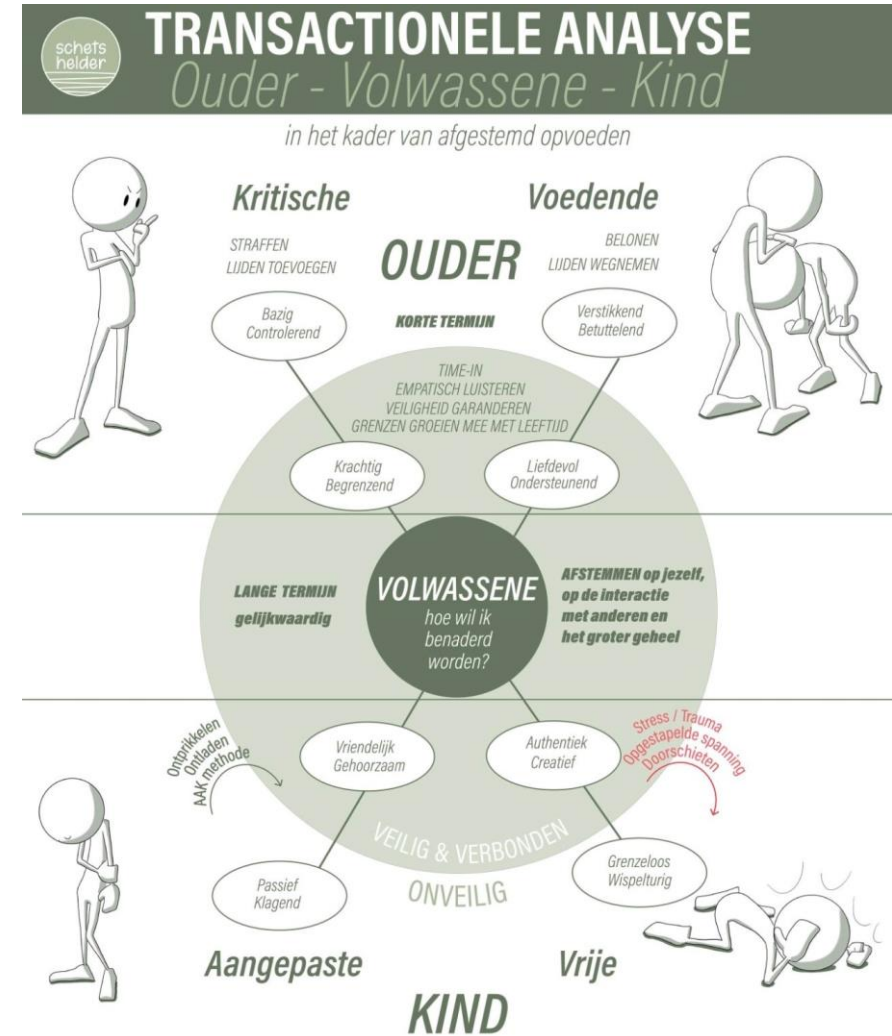 schets
helder
TRANSACTIONELE ANALYSE
Ouder - Volwassene - Kind
in het kader van afgestemd opvoeden
Kritische
Voedende
STRAFFEN
LIJDEN TOEVOEGEN
OUDER
BELONEN
LIJDEN WEGNEMEN
Bazig
Controlerend
KORTE TERMIJN
Verstikkend
Betuttelend
TIME-IN
EMPATISCH LUISTEREN
VEILIGHEID GARANDEREN
GRENZEN GROEIEN MEE MET LEEFTIJD
Krachtig
Begrenzend
Liefdevol
Ondersteunend
LANGE TERMIJN
gelijkwaardig
VOLWASSENE
hoe wil ik
benaderd
worden?
AFSTEMMEN op jezelf,
op de interactie
met anderen en
het groter geheel
Ontprikkelen
Ontladen
AAK methode
Vriendelijk
Gehoorzaam
Authentiek
Creatief
Stress / Trauma
Opgestapelde spanning
Doorschieten
VEILIG & VERBONDEN
ONVEILIG
Passief
Klagend
Grenzeloos
Wispelturig
Aangepaste
Vrije
KIND